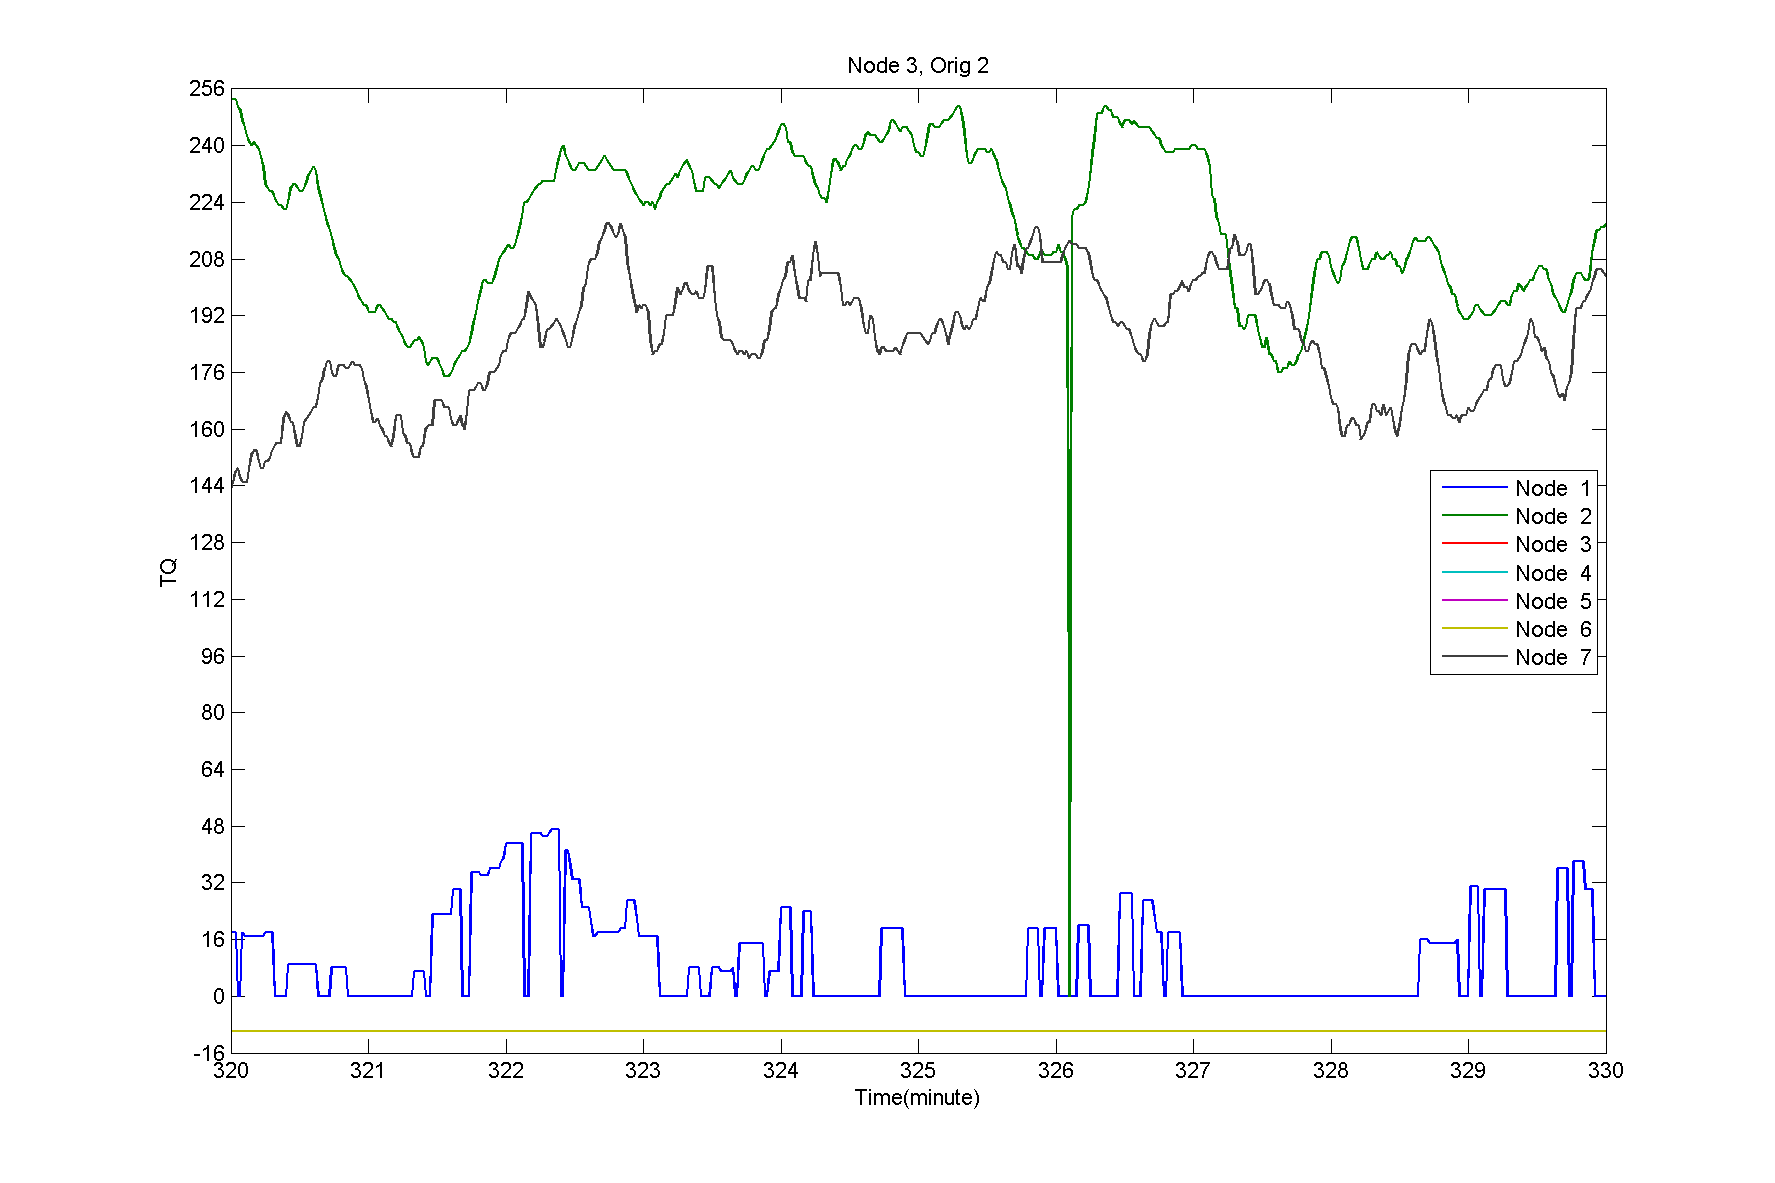 Node 3, Orig 2
256
240
224
208
192
176
160
144
128
112
96
80
64
48
32
16
0
-16
TQ
Node 1
Node 2
Node 3
Node 4
Node 5
Node 6
Node 7
320 321 322 323 324 325 326 327 328 329 330
Time(minute)